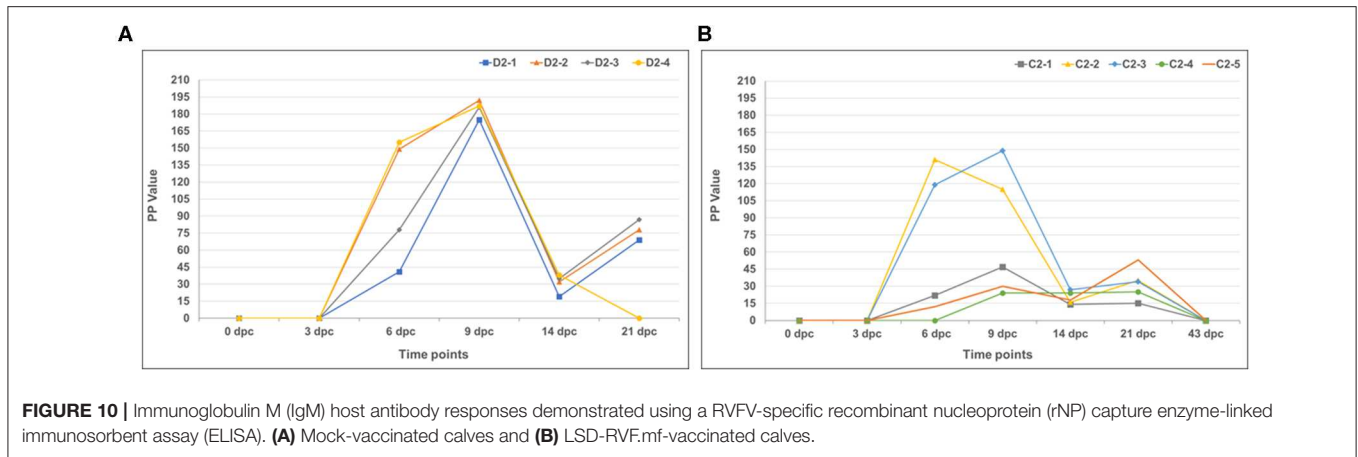 A
D2-1 D2-2 D2-3 D2-4
210
195
180
165
150
135
120
105
90
75
60
45
30
15
0
PP Value
0 dpc 3 dpc 6 dpc 9 dpc 14 dpc 21 dpc
Time points
B
C2-1 C2-2 C2-3 C2-4 C2-5
210
195
180
165
150
135
120
105
90
75
60
45
30
15
0
PP Value
0 dpc 3 dpc 6 dpc 9 dpc 14 dpc 21 dpc 43 dpc
Time points
FIGURE 10 | Immunoglobulin M (IgM) host antibody responses demonstrated using a RVFV-specific recombinant nucleoprotein (rNP) capture enzyme-linked
immunosorbent assay (ELISA). (A) Mock-vaccinated calves and (B) LSD-RVF.mf-vaccinated calves.